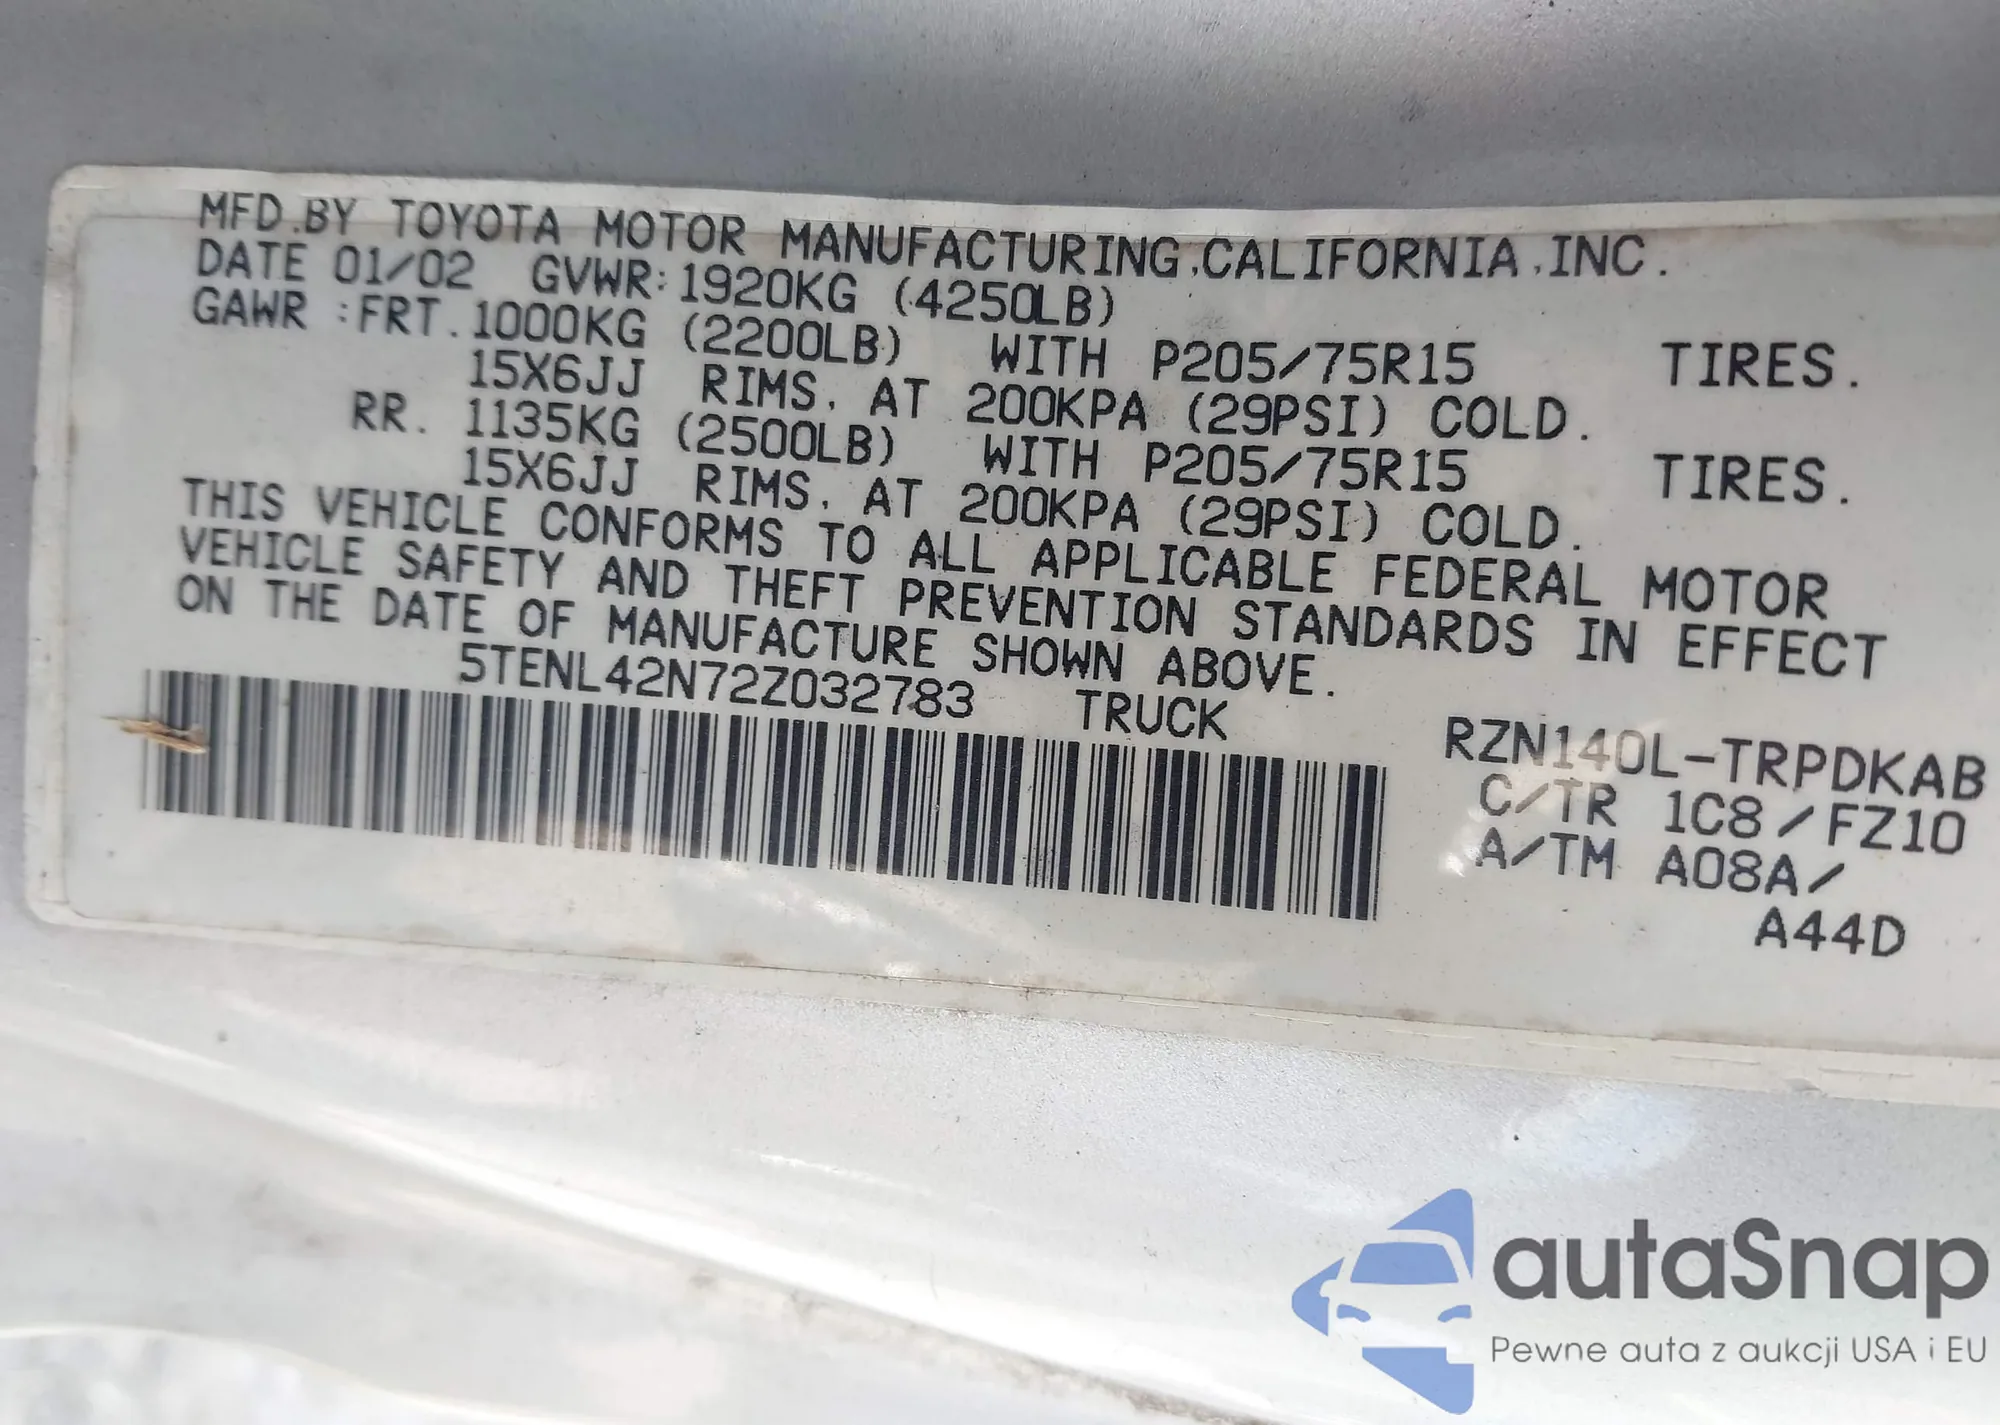 MFD.BY TOYOTA MOTOR MANUFACTURING,CALIFORNIA,INC.
DATE 01/02 GVWR:1920KG (4250LB)
GAWR :FRT.1000KG (2200LB) WITH P205/75R15 TIRES.
15X6JJ RIMS, AT 200KPA (29PSI) COLD.
RR. 1135KG (2500LB) WITH P205/75R15 TIRES.
15X6JJ RIMS, AT 200KPA (29PSI) COLD.
THIS VEHICLE CONFORMS TO ALL APPLICABLE FEDERAL MOTOR
VEHICLE SAFETY AND THEFT PREVENTION STANDARDS IN EFFECT
ON THE DATE OF MANUFACTURE SHOWN ABOVE.
5TENL42N72Z032783 TRUCK
RZN140L-TRPDKAB
C/TR 1C8/FZ10
A/TM A08A/
A44D
autaSnap
Pewne auta z aukcji USA i EU